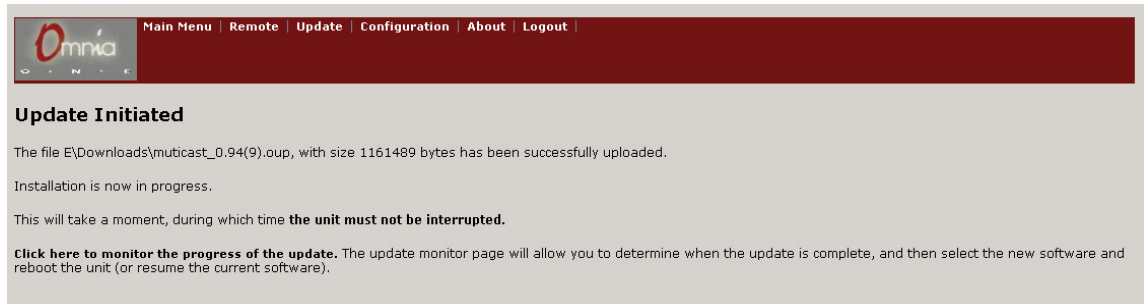 Omnia
O · N · E
Main Menu | Remote | Update | Configuration | About | Logout |
Update Initiated
The file E\Downloads\muticast_0.94(9).oup, with size 1161489 bytes has been successfully uploaded.
Installation is now in progress.
This will take a moment, during which time the unit must not be interrupted.
Click here to monitor the progress of the update. The update monitor page will allow you to determine when the update is complete, and then select the new software and
reboot the unit (or resume the current software).